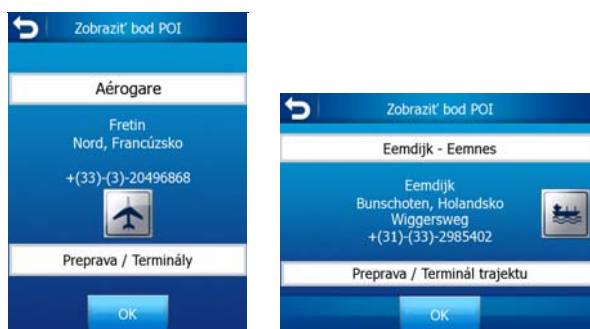 Zobraziť bod POI
Aérogare
Fretin
Nord, Francúzsko
+(33)-(3)-20496868
Preprava / Terminály
OK
Zobraziť bod POI
Eemdijk - Eemnes
Eemdijk
Bunschoten, Holandsko
Wiggersweg
+(31)-(33)-2985402
Preprava / Terminál trajektu
OK